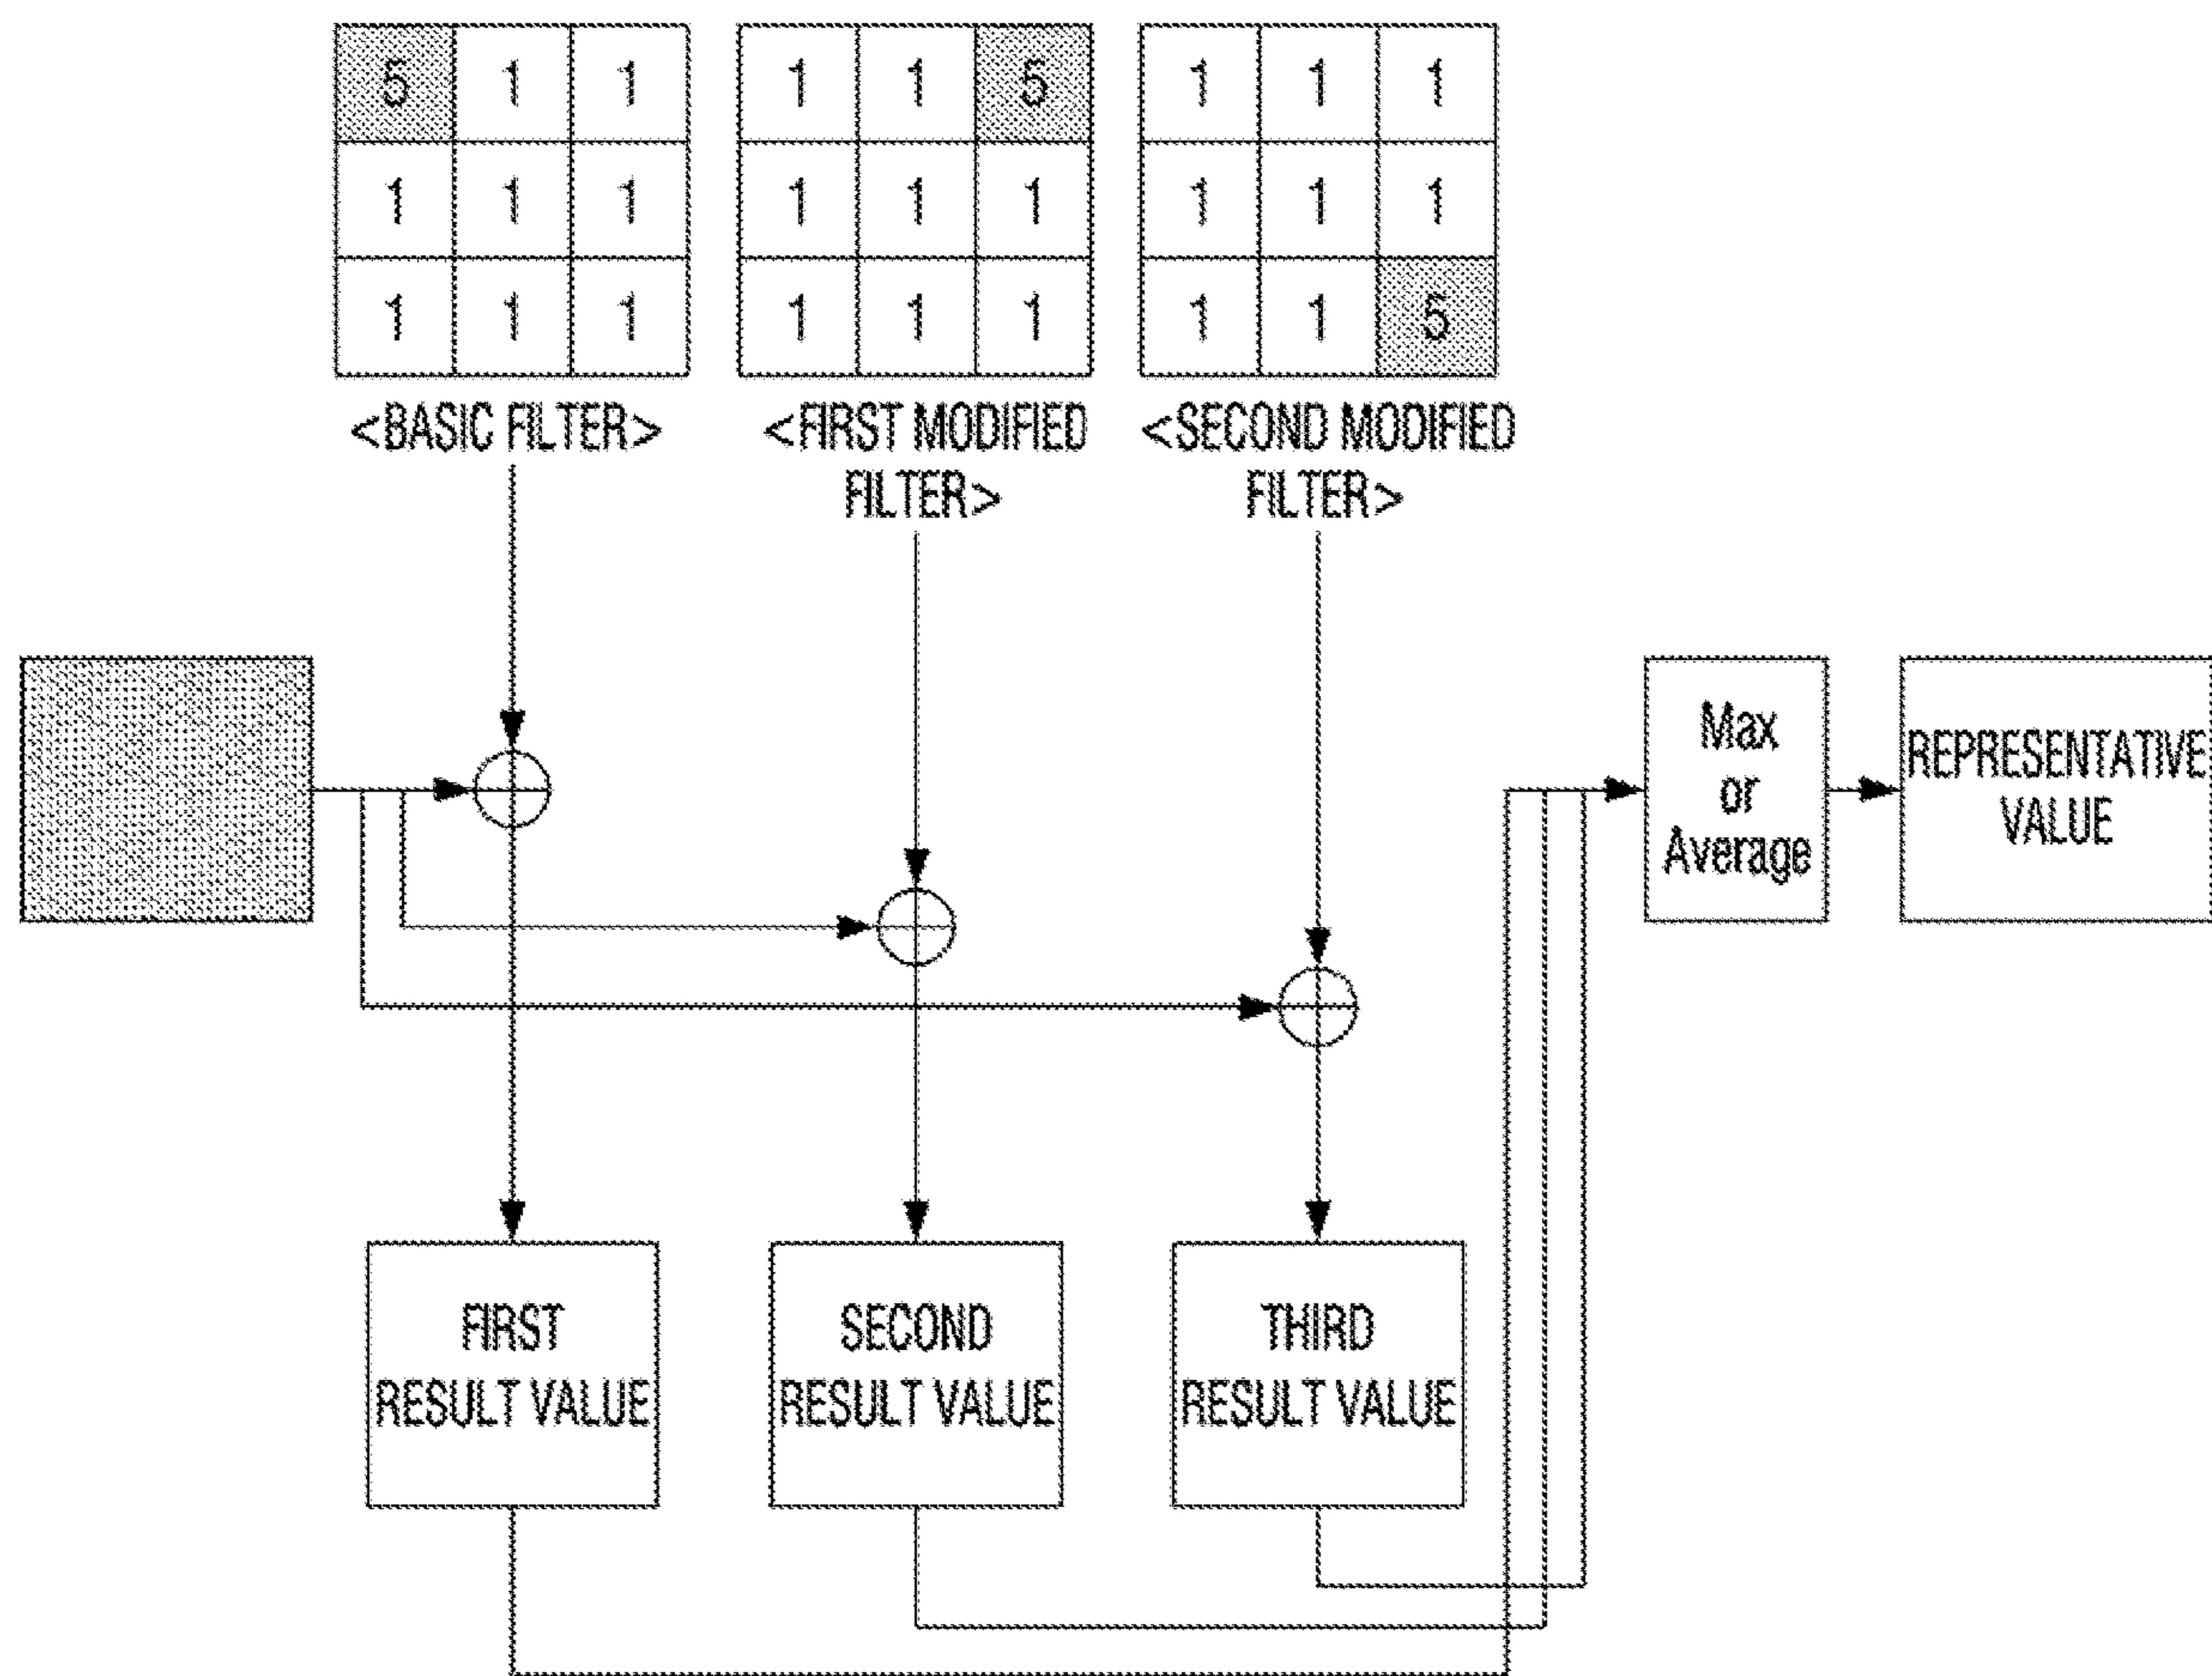 5 1 1 1 1 5 1 1 1
1 1 1 1 1 1 1 1 1
1 1 1 1 1 1 1 1 5
<BASIC FILTER>
<FIRST MODIFIED
FILTER>
<SECOND MODIFIED
FILTER>
Max
or
Average
REPRESENTATIVE
VALUE
FIRST
RESULT VALUE
SECOND
RESULT VALUE
THIRD
RESULT VALUE